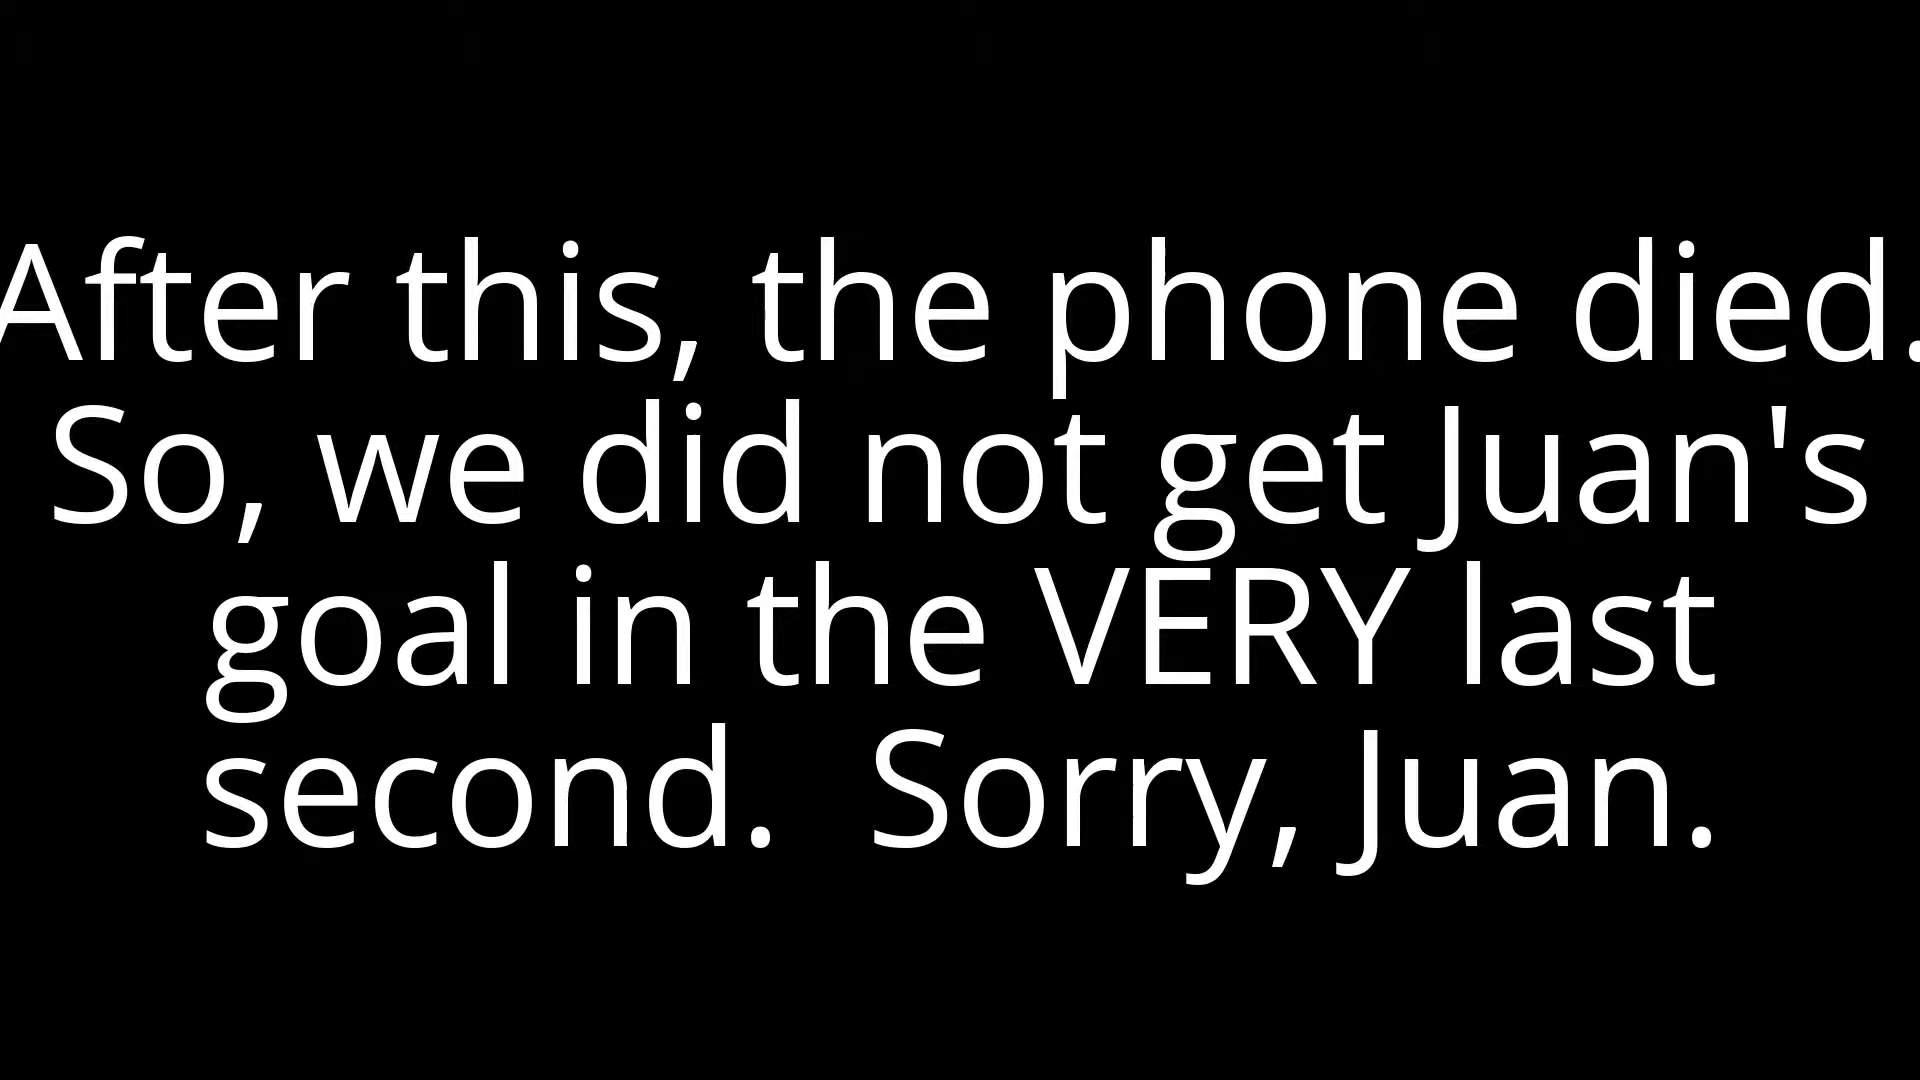 After this, the phone died.
So, we did not get Juan's
goal in the VERY last
second.  Sorry, Juan.